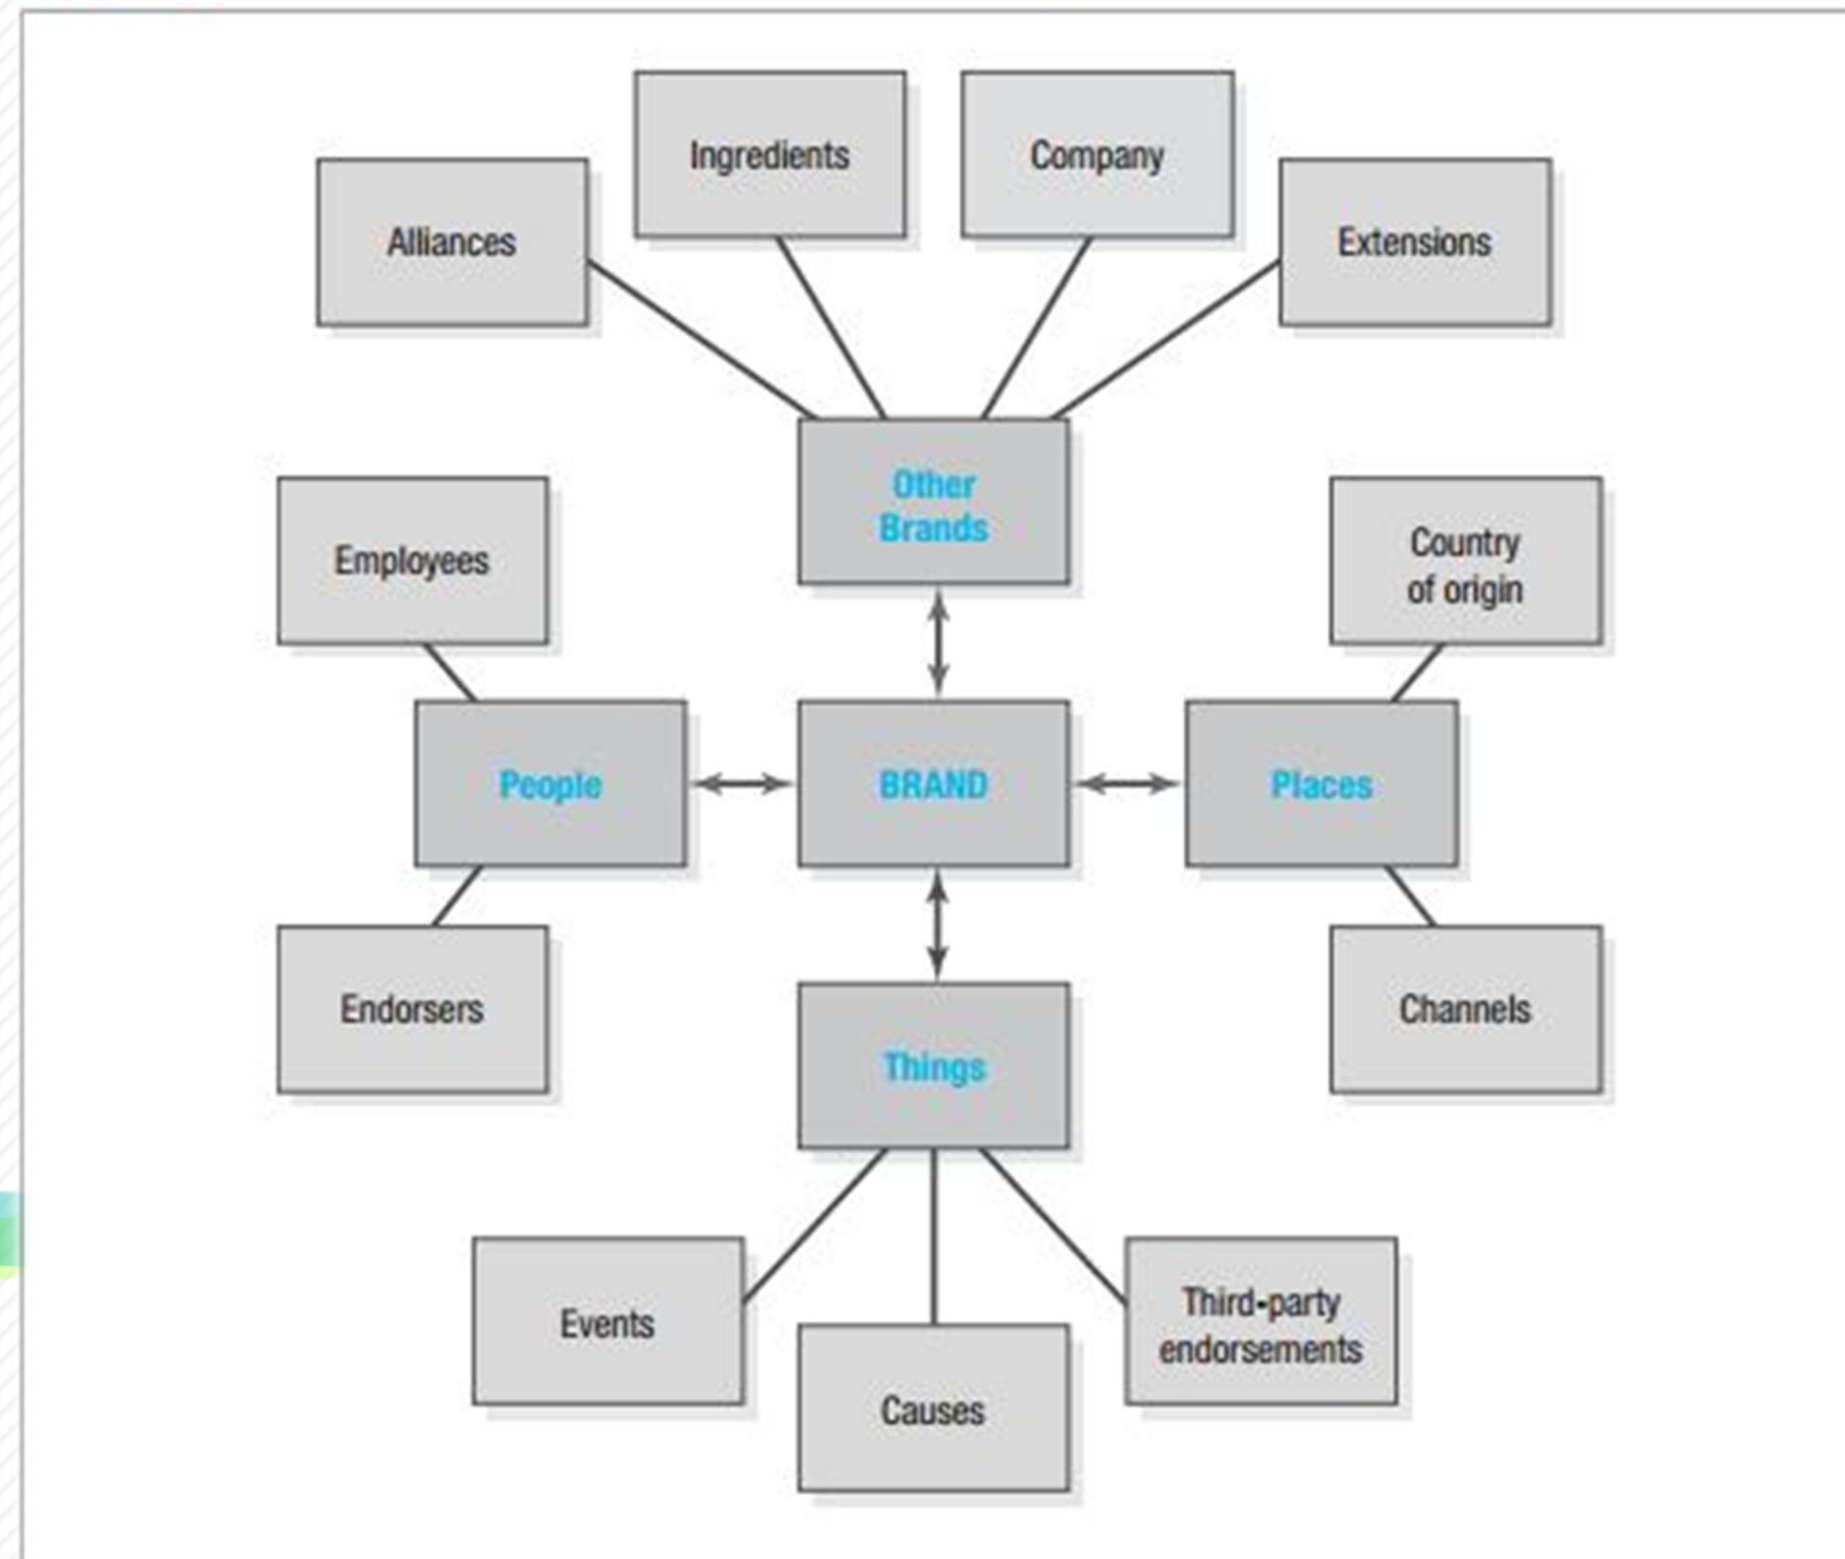 Ingredients
Company
Alliances
Extensions
Other
Brands
Employees
Country
of origin
People
BRAND
Places
Endorsers
Channels
Things
Events
Third-party
endorsements
Causes